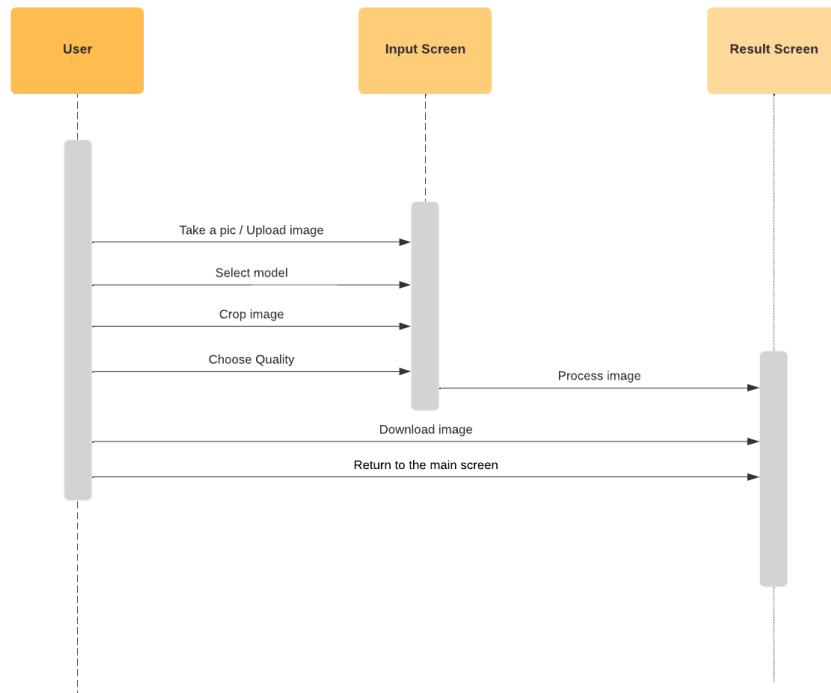 User
Input Screen
Result Screen
Take a pic / Upload image
Select model
Crop image
Choose Quality
Process image
Download image
Return to the main screen